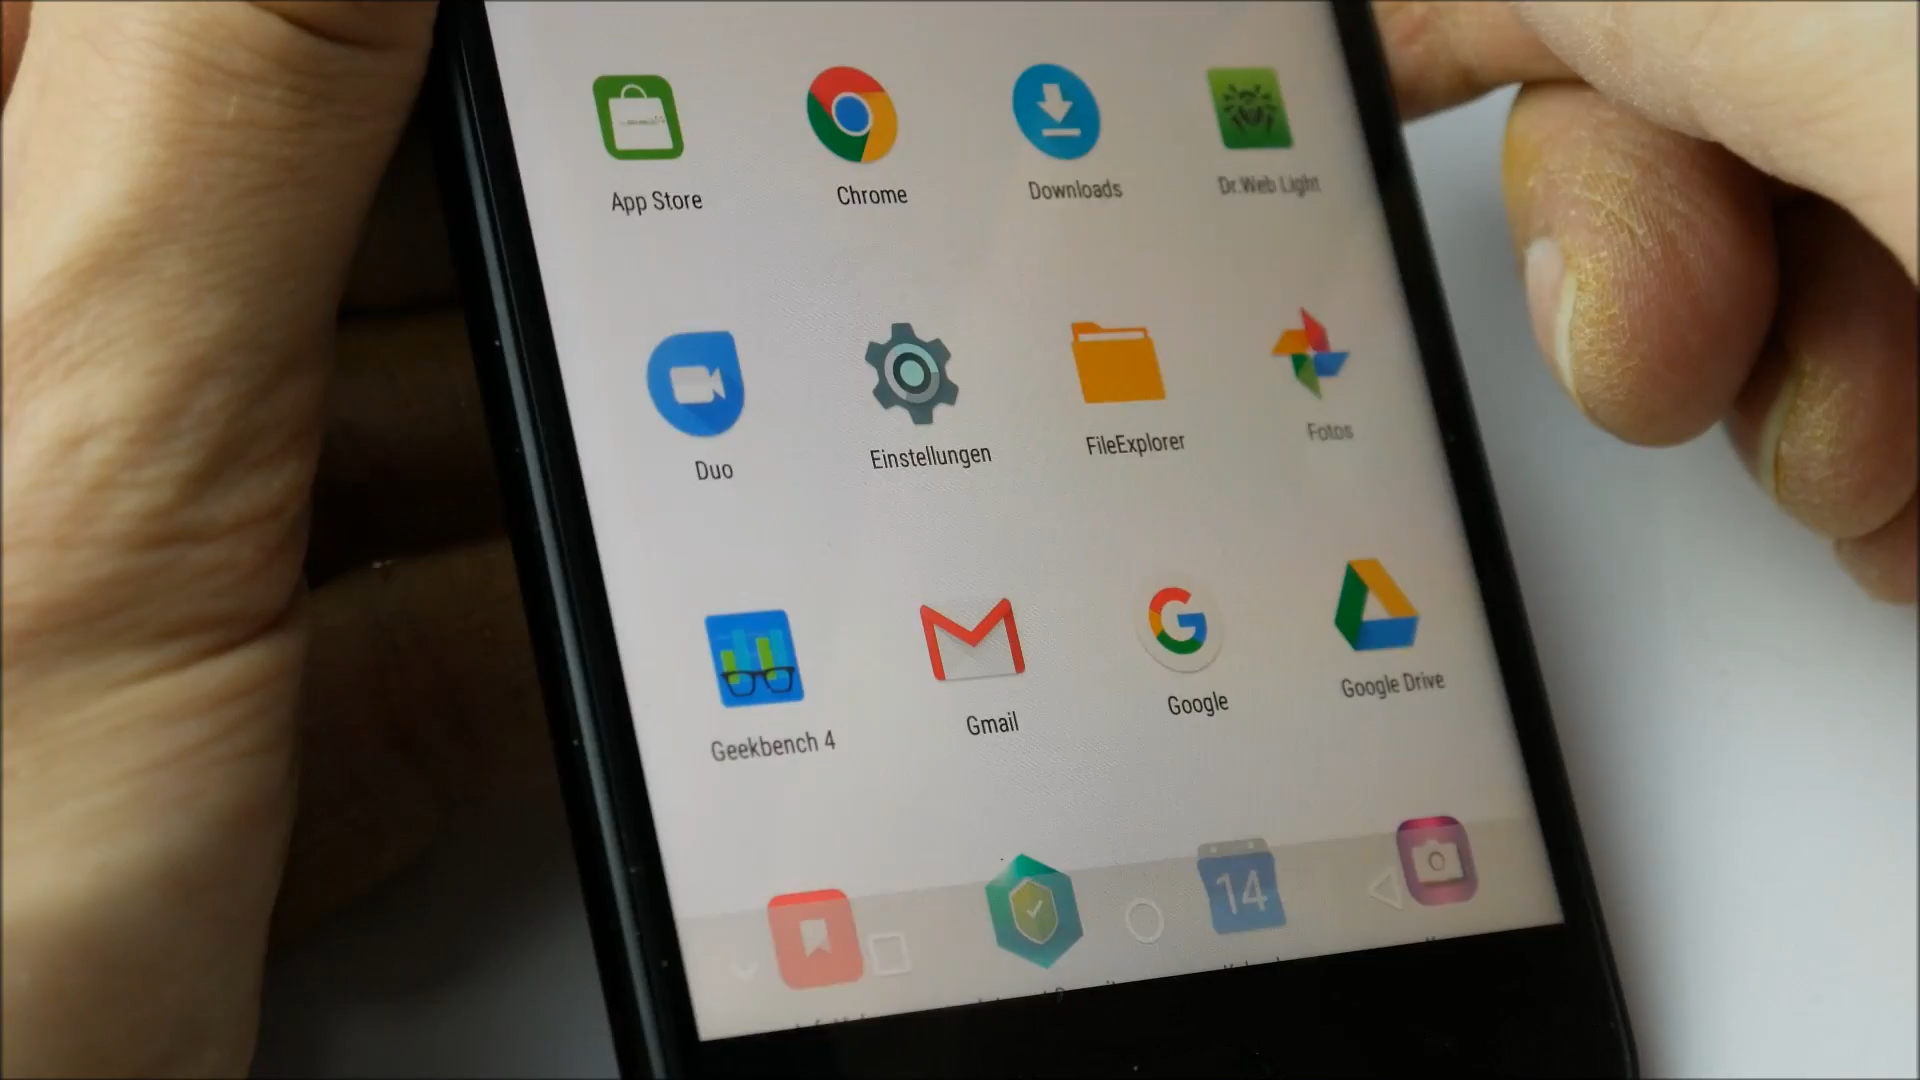 App Store
Chrome
Downloads
Dr.Web Light
Duo
Einstellungen
FileExplorer
Fotos
Geekbench 4
Gmail
Google
Google Drive
14